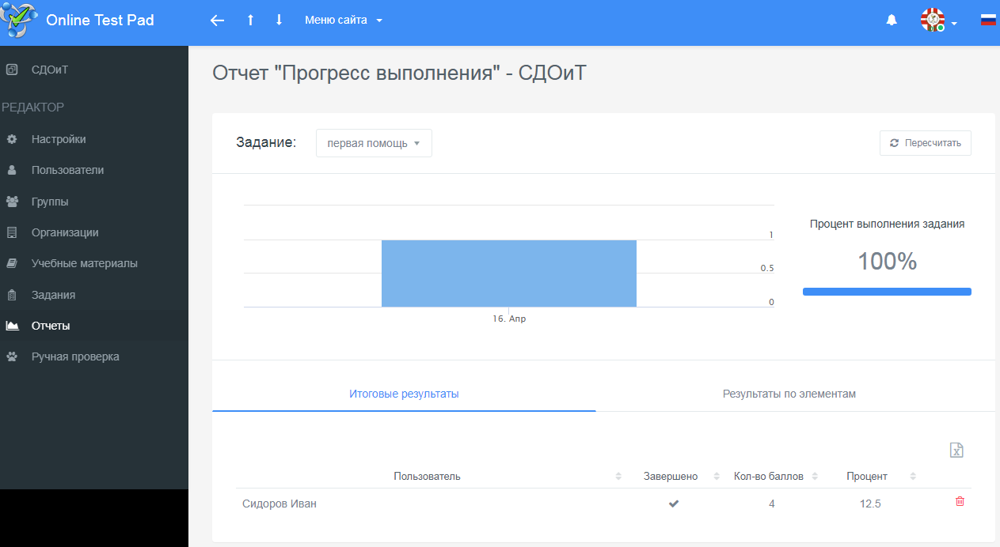 Online Test Pad
Меню сайта
СДОиТ
РЕДАКТОР
Настройки
Пользователи
Группы
Организации
Учебные материалы
Задания
Отчеты
Ручная проверка
Отчет "Прогресс выполнения" - СДОиТ
Задание: первая помощь
Пересчитать
1
0.5
0
16. Апр
Процент выполнения задания
100%
Итоговые результаты Результаты по элементам
Пользователь Завершено Кол-во баллов Процент
Сидоров Иван 4 12.5